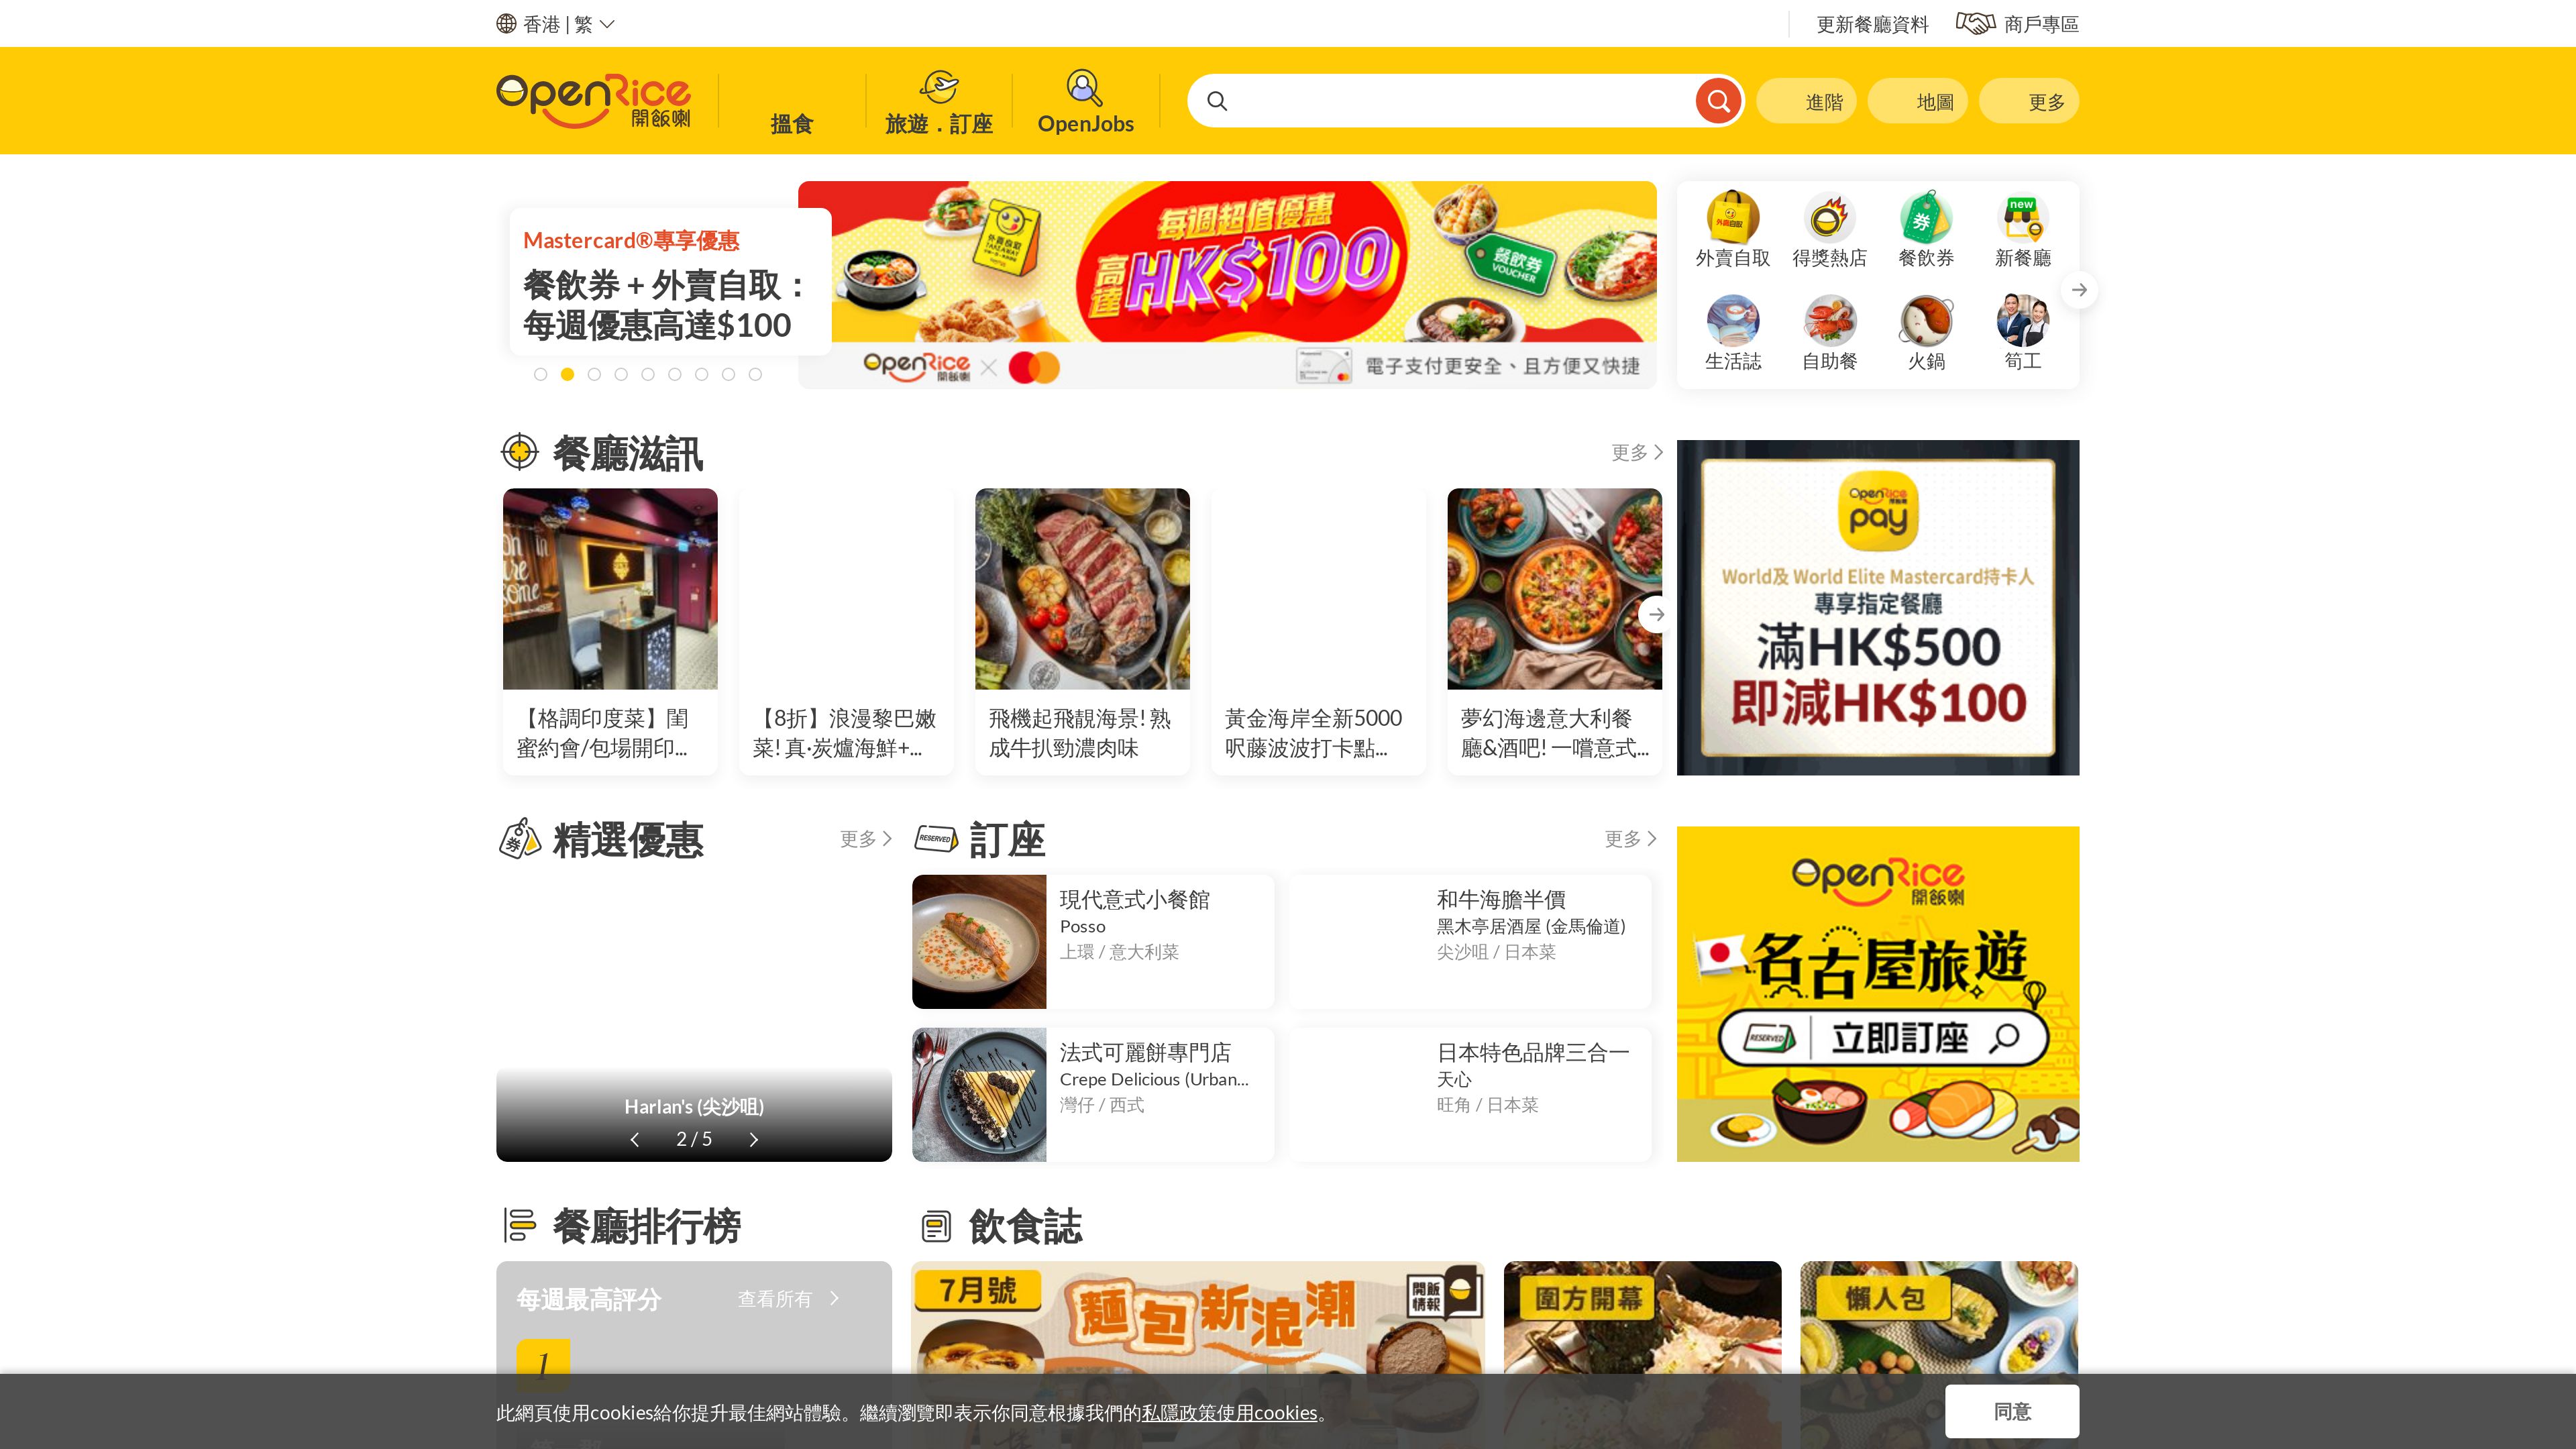 香港 | 繁
更新餐廳資料
商戶專區
OpenRice
開飯喇
搵食
旅遊．訂座
OpenJobs
進階
地圖
更多
Mastercard®專享優惠
餐飲券 + 外賣自取：
每週優惠高達$100
外賣自取
TAKEAWAY
每週超值優惠
高達HK$100
餐飲券
VOUCHER
OpenRice
開飯喇
電子支付更安全、且方便又快捷
外賣自取
券
new
外賣自取
得獎熱店
餐飲券
新餐廳
生活誌
自助餐
火鍋
筍工
餐廳滋訊
更多
【格調印度菜】閨
蜜約會/包場開印...
【8折】浪漫黎巴嫩
菜! 真·炭爐海鮮+...
飛機起飛靚海景! 熟
成牛扒勁濃肉味
黃金海岸全新5000
呎藤波波打卡點...
夢幻海邊意大利餐
廳&酒吧! 一嚐意式...
OpenRice
開飯喇
pay
World及 World Elite Mastercard持卡人
專享指定餐廳
滿HK$500
即減HK$100
券
精選優惠
更多
Harlan's (尖沙咀)
2 / 5
RESERVED
訂座
更多
現代意式小餐館
Posso
上環 / 意大利菜
和牛海膽半價
黑木亭居酒屋 (金馬倫道)
尖沙咀 / 日本菜
法式可麗餅專門店
Crepe Delicious (Urban...
灣仔 / 西式
日本特色品牌三合一
天心
旺角 / 日本菜
OpenRice
開飯喇
名古屋旅遊
RESERVED
立即訂座
餐廳排行榜
每週最高評分
查看所有
1
飲食誌
7月號
麵包新浪潮
開飯
情報
圍方開幕
懶人包
此網頁使用cookies給你提升最佳網站體驗。繼續瀏覽即表示你同意根據我們的私隱政策使用cookies。
同意